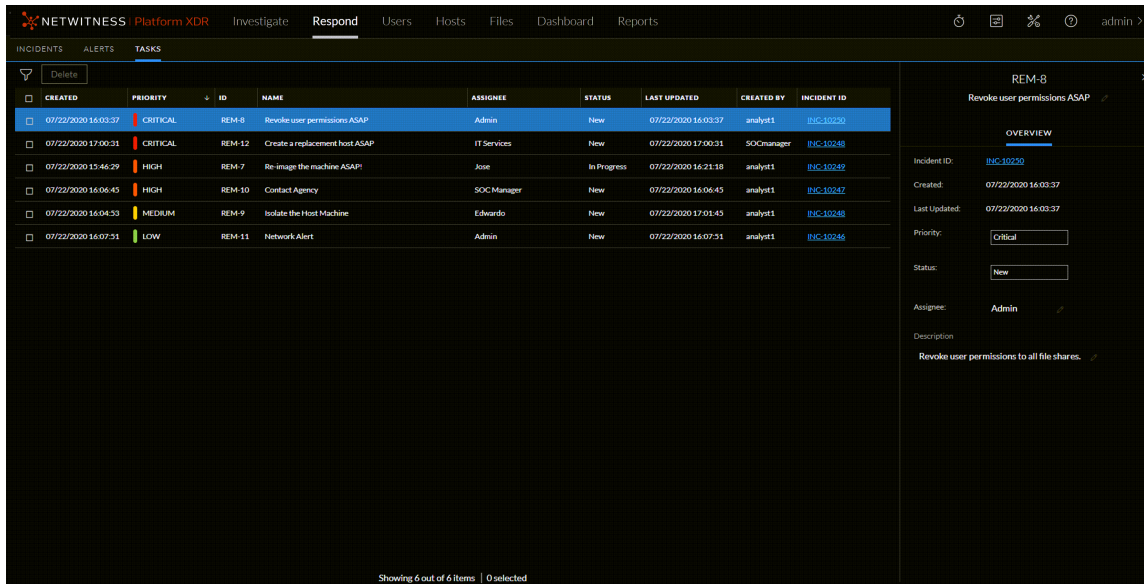 NETWITNESS Platform XDR Investigate Respond Users Hosts Files Dashboard Reports admin >
INCIDENTS ALERTS TASKS
Delete
CREATED PRIORITY ID NAME ASSIGNEE STATUS LAST UPDATED CREATED BY INCIDENT ID
07/22/2020 16:03:37 CRITICAL REM-8 Revoke user permissions ASAP Admin New 07/22/2020 16:03:37 analyst1 INC-10250
07/22/2020 17:00:31 CRITICAL REM-12 Create a replacement host ASAP IT Services New 07/22/2020 17:00:31 SOCmanager INC-10248
07/22/2020 15:46:29 HIGH REM-7 Re-image the machine ASAP! Jose In Progress 07/22/2020 16:21:18 analyst1 INC-10249
07/22/2020 16:06:45 HIGH REM-10 Contact Agency SOC Manager New 07/22/2020 16:06:45 analyst1 INC-10247
07/22/2020 16:04:53 MEDIUM REM-9 Isolate the Host Machine Edwardo New 07/22/2020 17:01:45 analyst1 INC-10248
07/22/2020 16:07:51 LOW REM-11 Network Alert Admin New 07/22/2020 16:07:51 analyst1 INC-10246
Showing 6 out of 6 items | 0 selected
REM-8
Revoke user permissions ASAP
OVERVIEW
Incident ID: INC-10250
Created: 07/22/2020 16:03:37
Last Updated: 07/22/2020 16:03:37
Priority: Critical
Status: New
Assignee: Admin
Description
Revoke user permissions to all file shares.